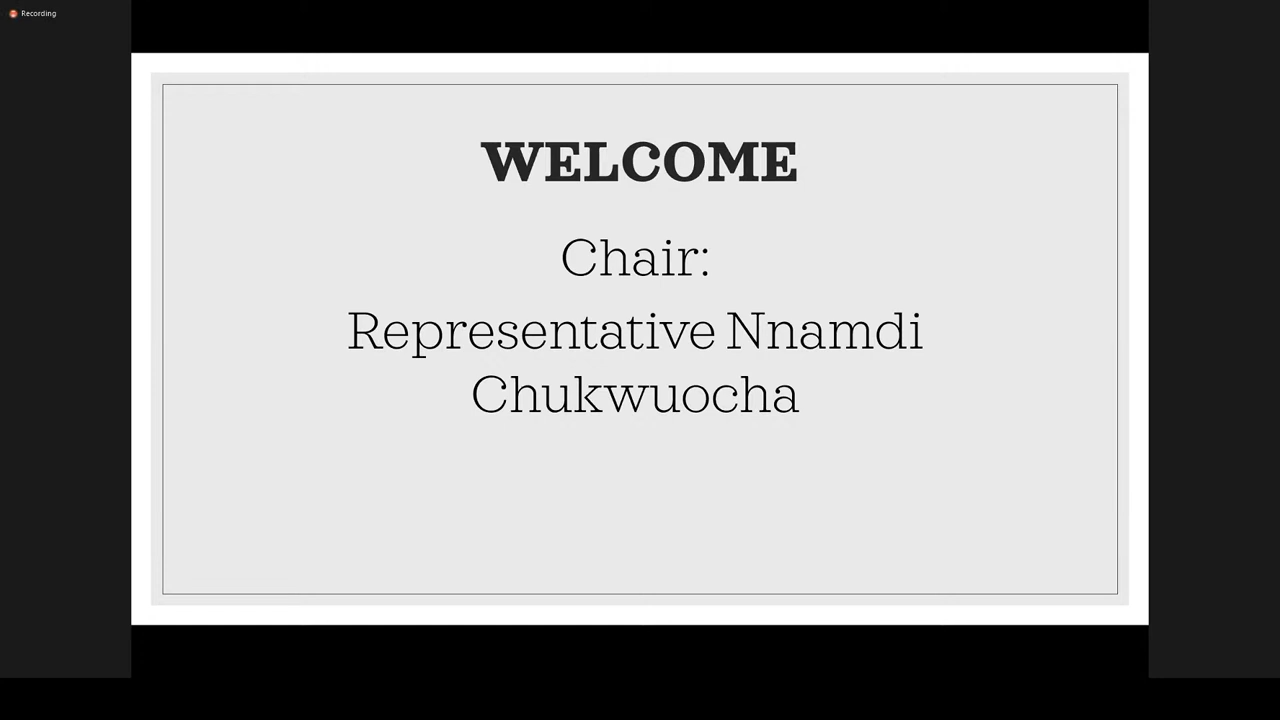 Recording
WELCOME
Chair:
Representative Nnamdi
Chukwuocha